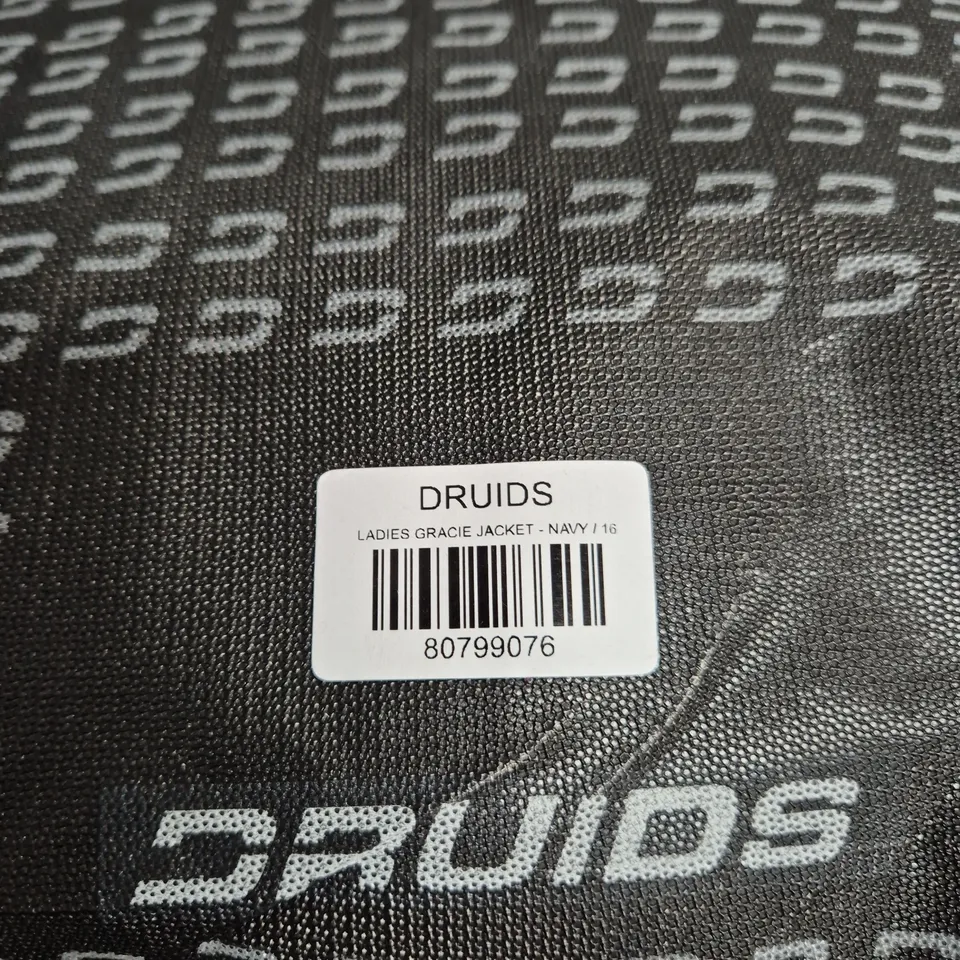 DRUIDS
LADIES GRACIE JACKET - NAVY / 16
80799076
DRUIDS